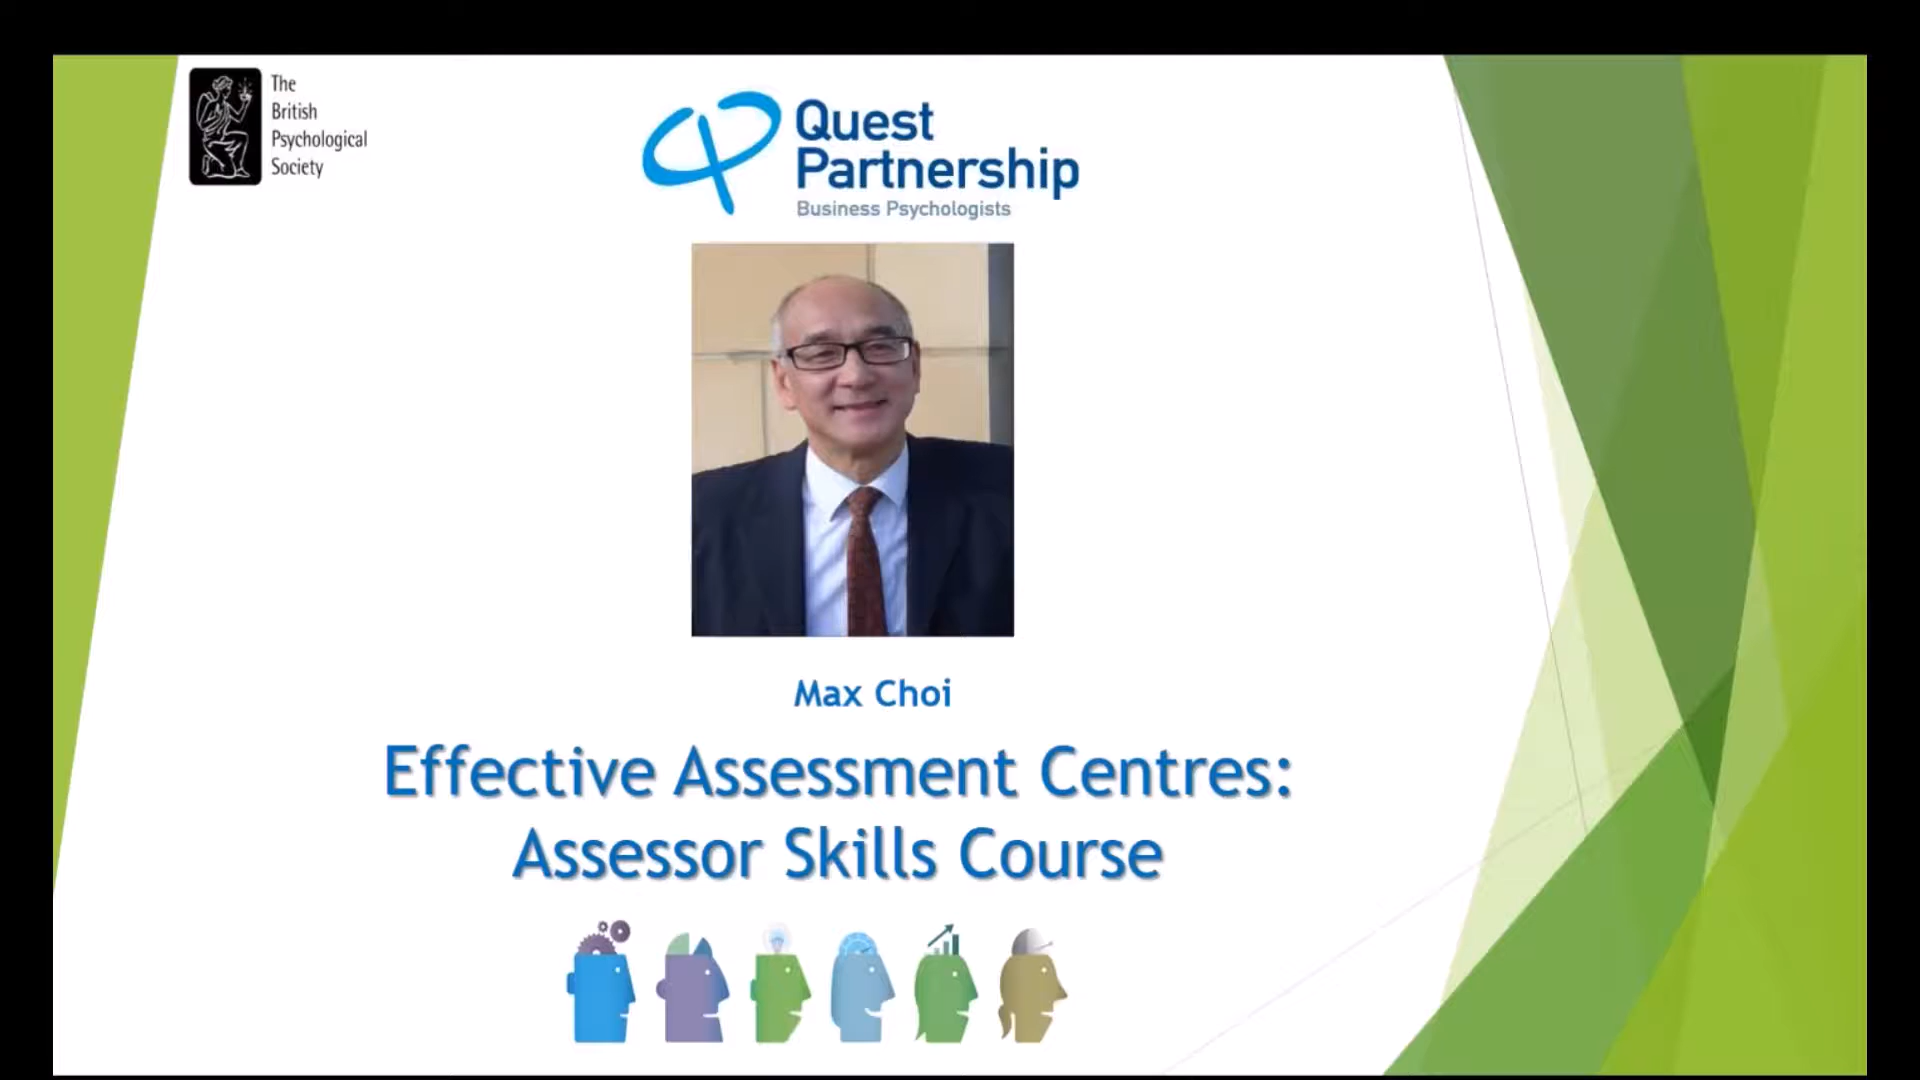 The
British
Psychological
Society
Quest
Partnership
Business Psychologists
Max Choi
Effective Assessment Centres:
Assessor Skills Course